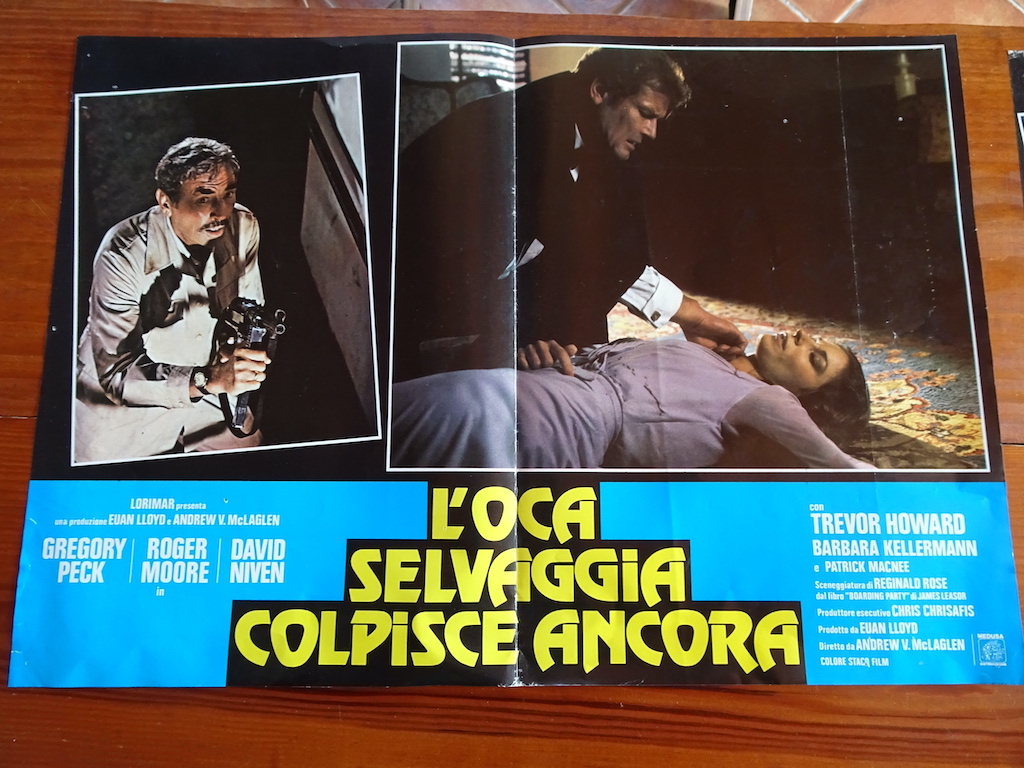 LORIMAR presenta
una produzione EUAN LLOYD e ANDREW V. McLAGLEN
GREGORY PECK
ROGER MOORE
DAVID NIVEN
in
L'OCA
SELVAGGIA
COLPISCE ANCORA
con
TREVOR HOWARD
BARBARA KELLERMANN
e PATRICK MACNEE
Sceneggiatura di REGINALD ROSE
dal libro "BOARDING PARTY" di JAMES LEASOR
Produttore esecutivo CHRIS CHRISAFIS
Prodotto da EUAN LLOYD
Diretto da ANDREW V. McLAGLEN
COLORE STACO FILM
MEDUSA